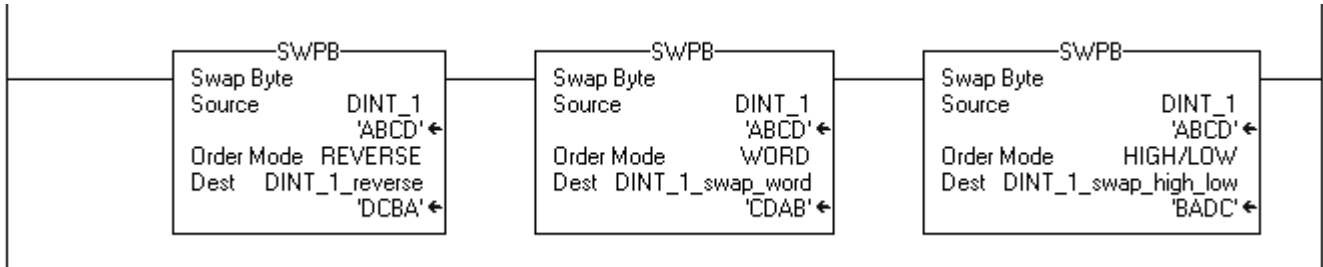 SWPB
Swap Byte
Source DINT_1
'ABCD'←
Order Mode REVERSE
Dest DINT_1_reverse
'DCBA'←
SWPB
Swap Byte
Source DINT_1
'ABCD'←
Order Mode WORD
Dest DINT_1_swap_word
'CDAB'←
SWPB
Swap Byte
Source DINT_1
'ABCD'←
Order Mode HIGH/LOW
Dest DINT_1_swap_high_low
'BADC'←